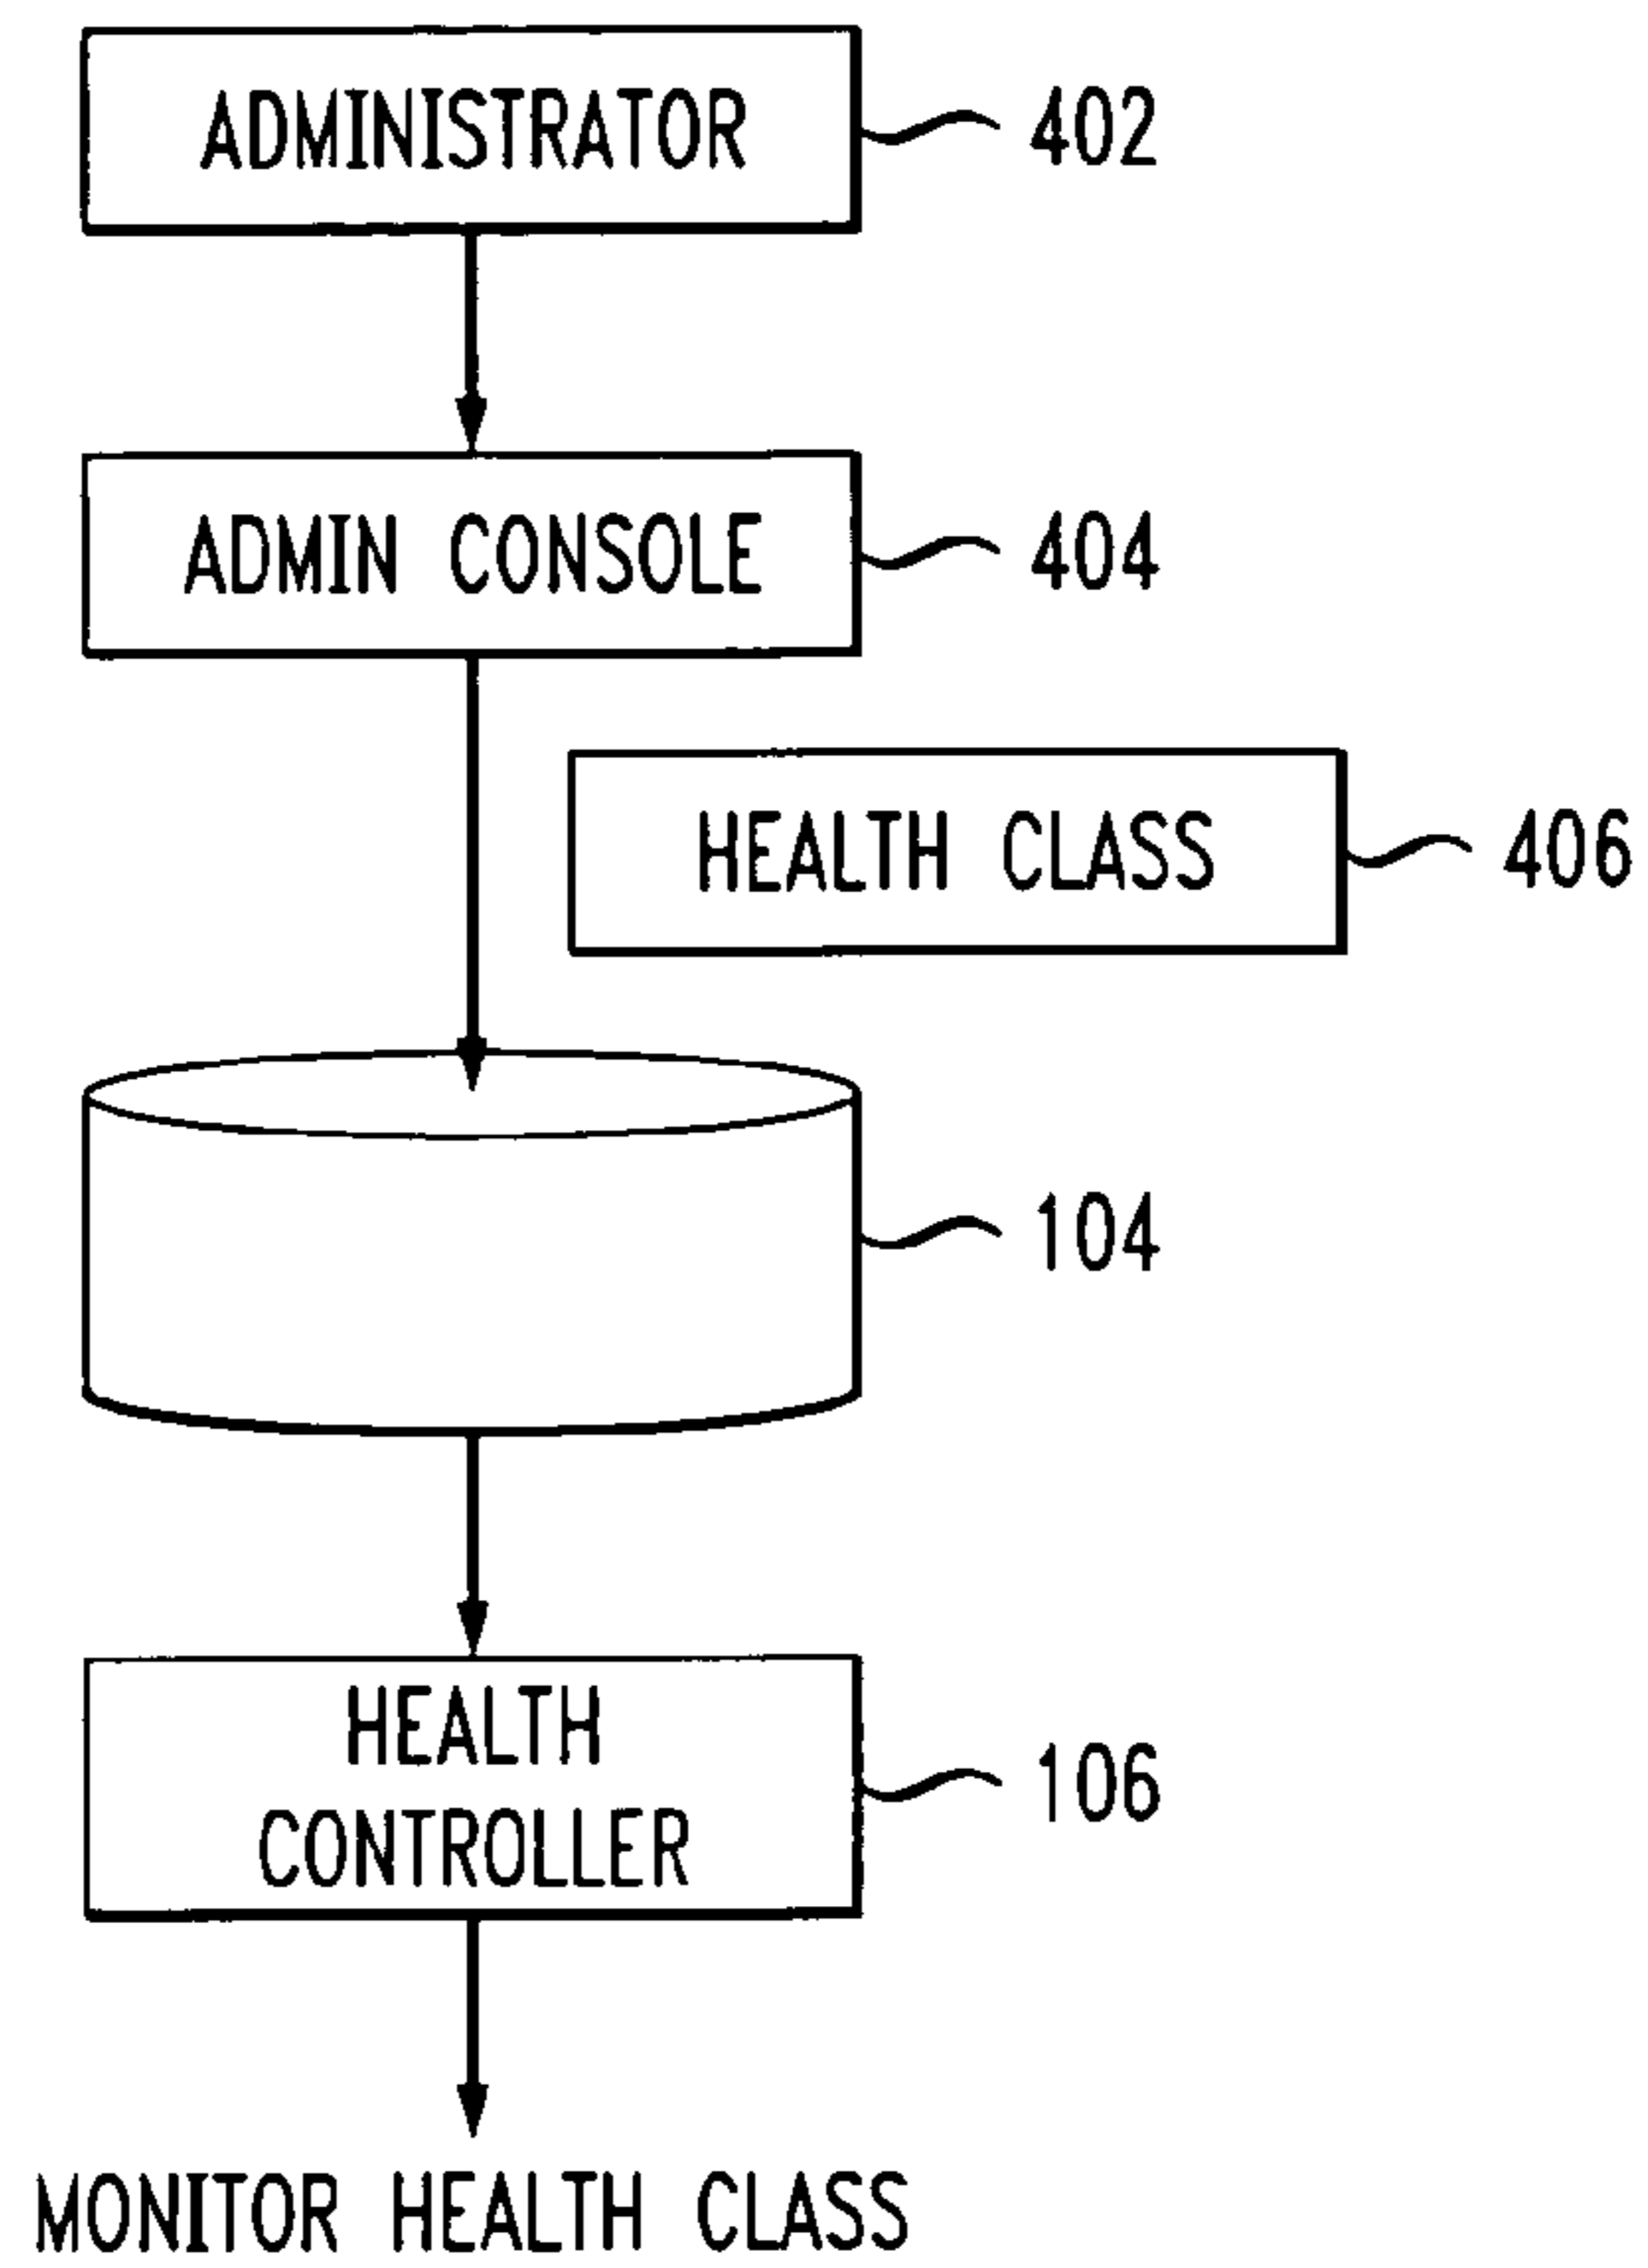 ADMINISTRATOR
402
ADMIN CONSOLE
404
HEALTH CLASS
406
104
HEALTH
CONTROLLER
106
MONITOR HEALTH CLASS